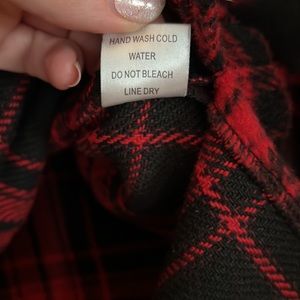 HAND WASH COLD
WATER
DO NOT BLEACH
LINE DRY